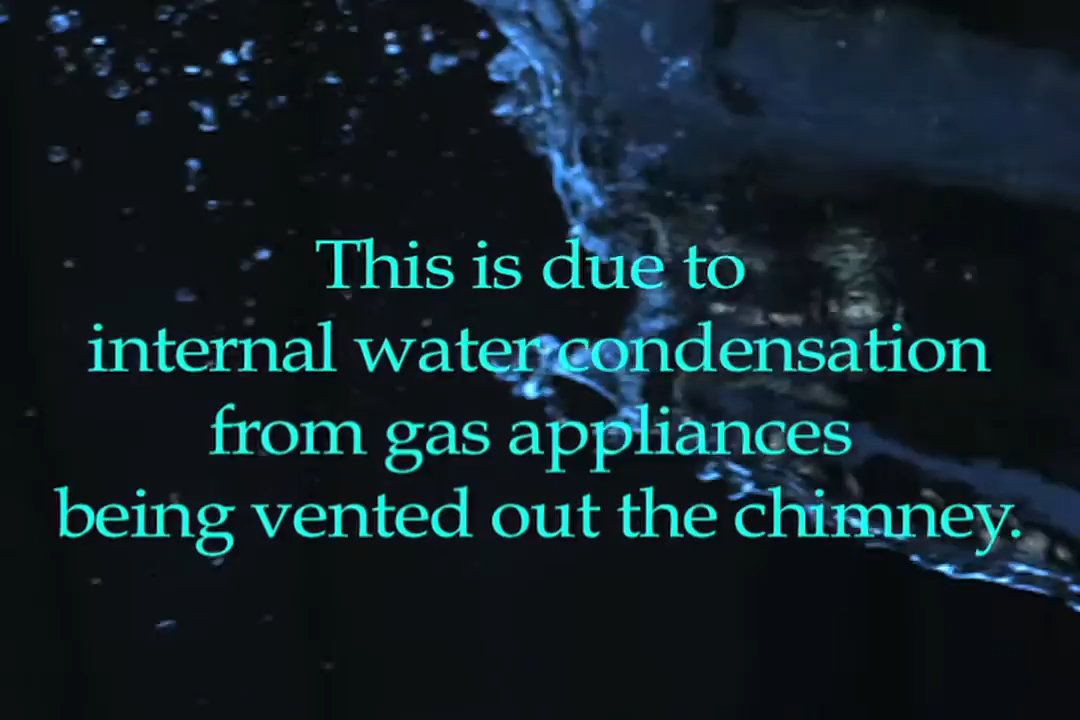 This is due to
internal water condensation
from gas appliances
being vented out the chimney.